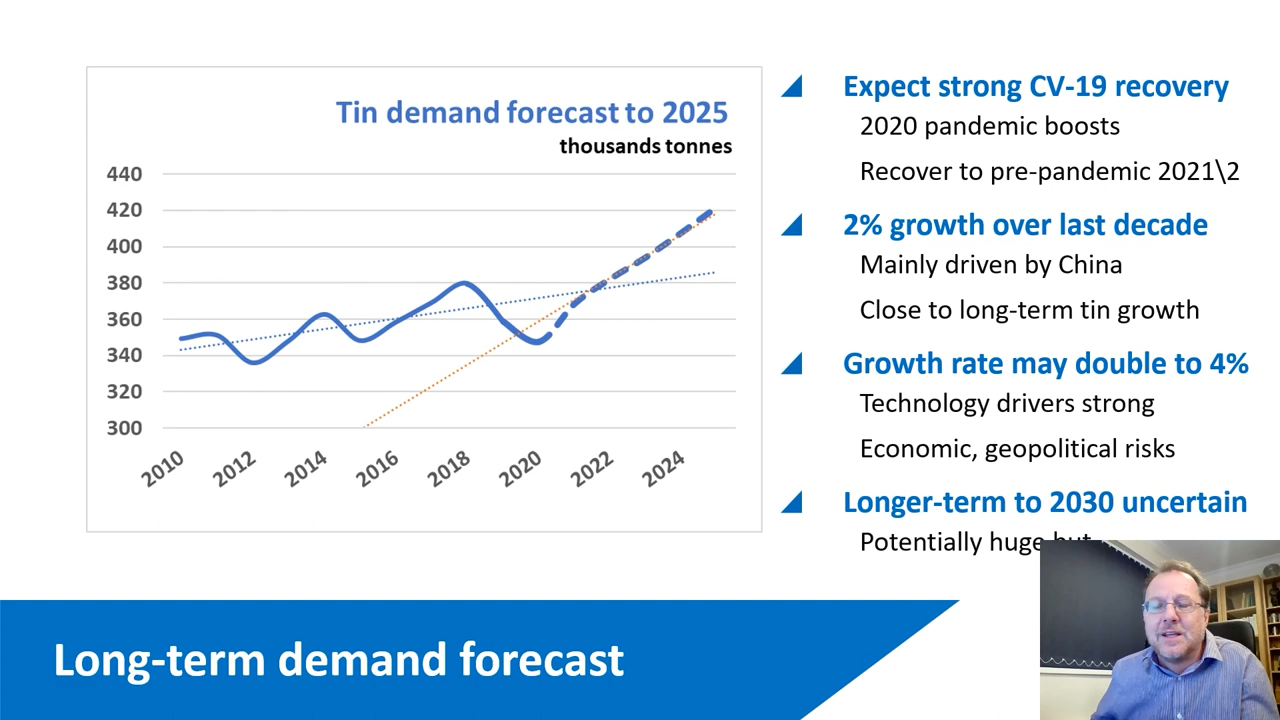 Tin demand forecast to 2025
thousands tonnes
440
420
400
380
360
340
320
300
2010
2012
2014
2016
2018
2020
2022
2024
Expect strong CV-19 recovery
2020 pandemic boosts
Recover to pre-pandemic 2021\2
2% growth over last decade
Mainly driven by China
Close to long-term tin growth
Growth rate may double to 4%
Technology drivers strong
Economic, geopolitical risks
Longer-term to 2030 uncertain
Potentially huge but
Long-term demand forecast